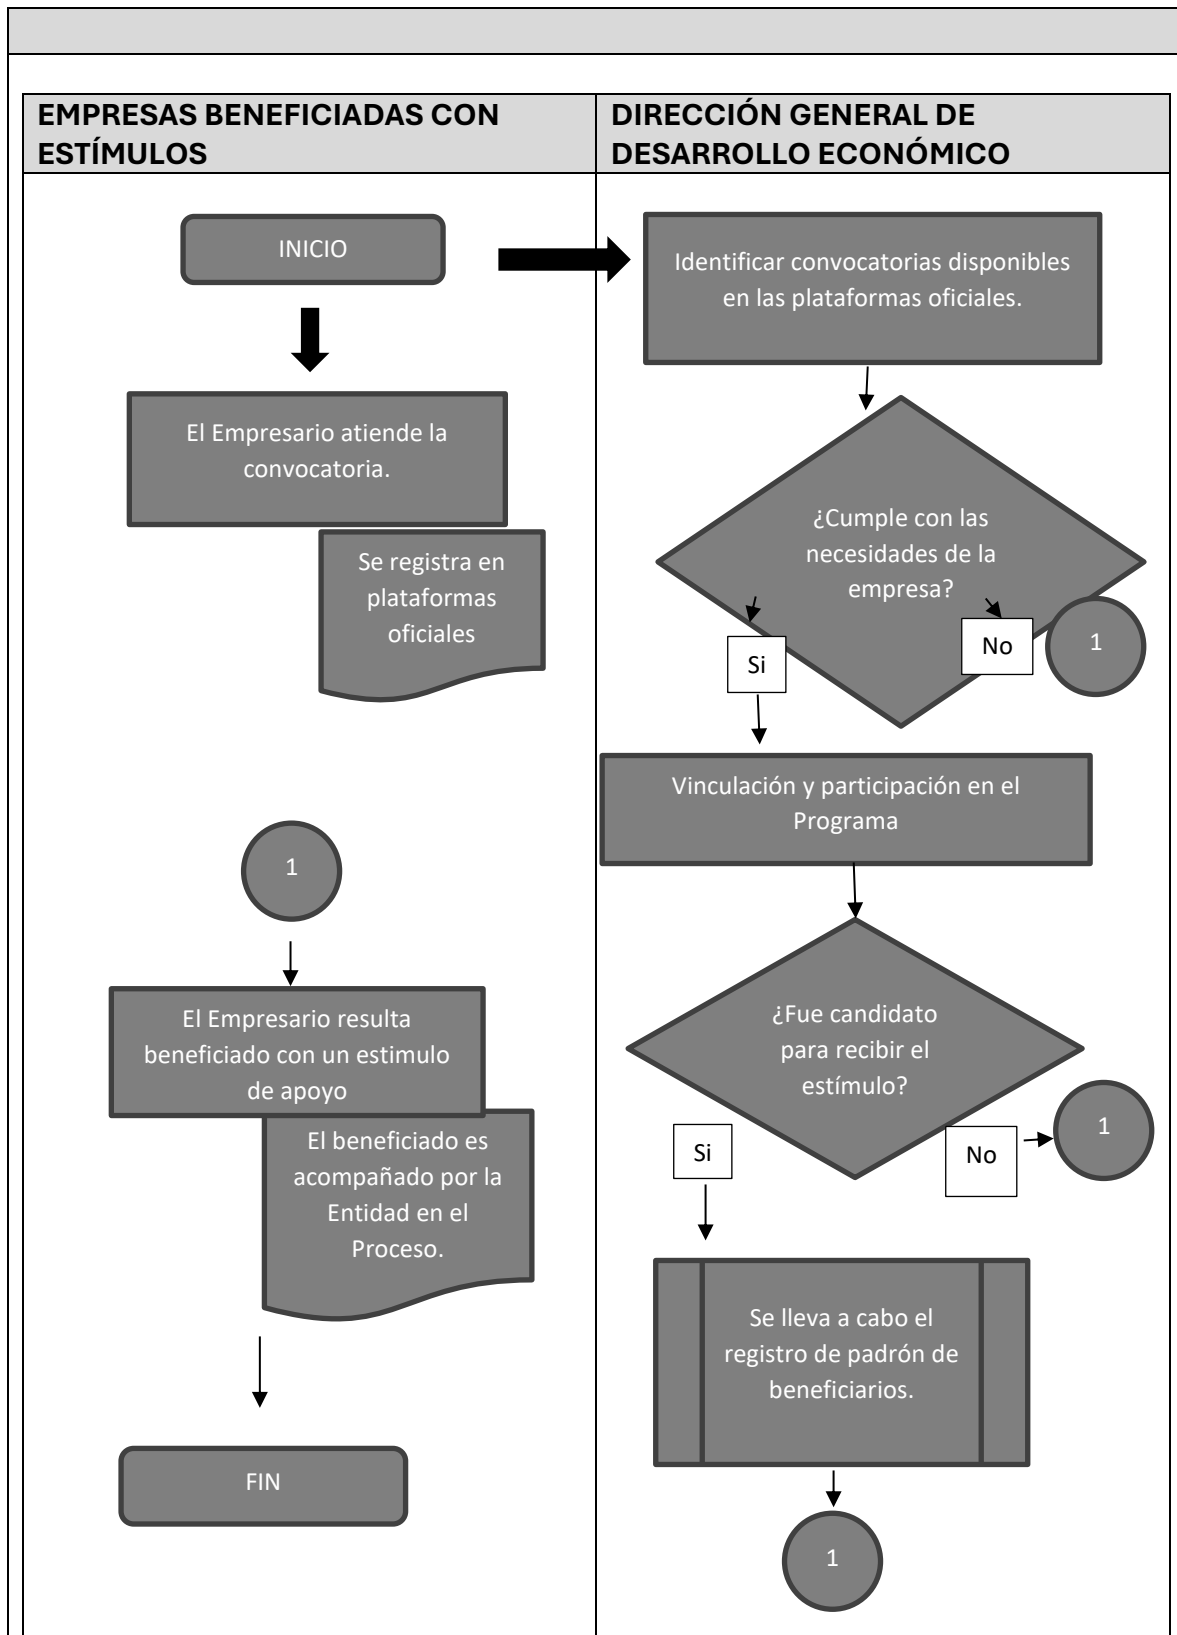 EMPRESAS BENEFICIADAS CON
ESTÍMULOS
DIRECCIÓN GENERAL DE
DESARROLLO ECONÓMICO
INICIO
El Empresario atiende la
convocatoria.
Se registra en
plataformas
oficiales
1
El Empresario resulta
beneficiado con un estimulo
de apoyo
El beneficiado es
acompañado por la
Entidad en el
Proceso.
FIN
Identificar convocatorias disponibles
en las plataformas oficiales.
¿Cumple con las
necesidades de la
empresa?
Si
No
1
Vinculación y participación en el
Programa
¿Fue candidato
para recibir el
estímulo?
Si
No
1
Se lleva a cabo el
registro de padrón de
beneficiarios.
1